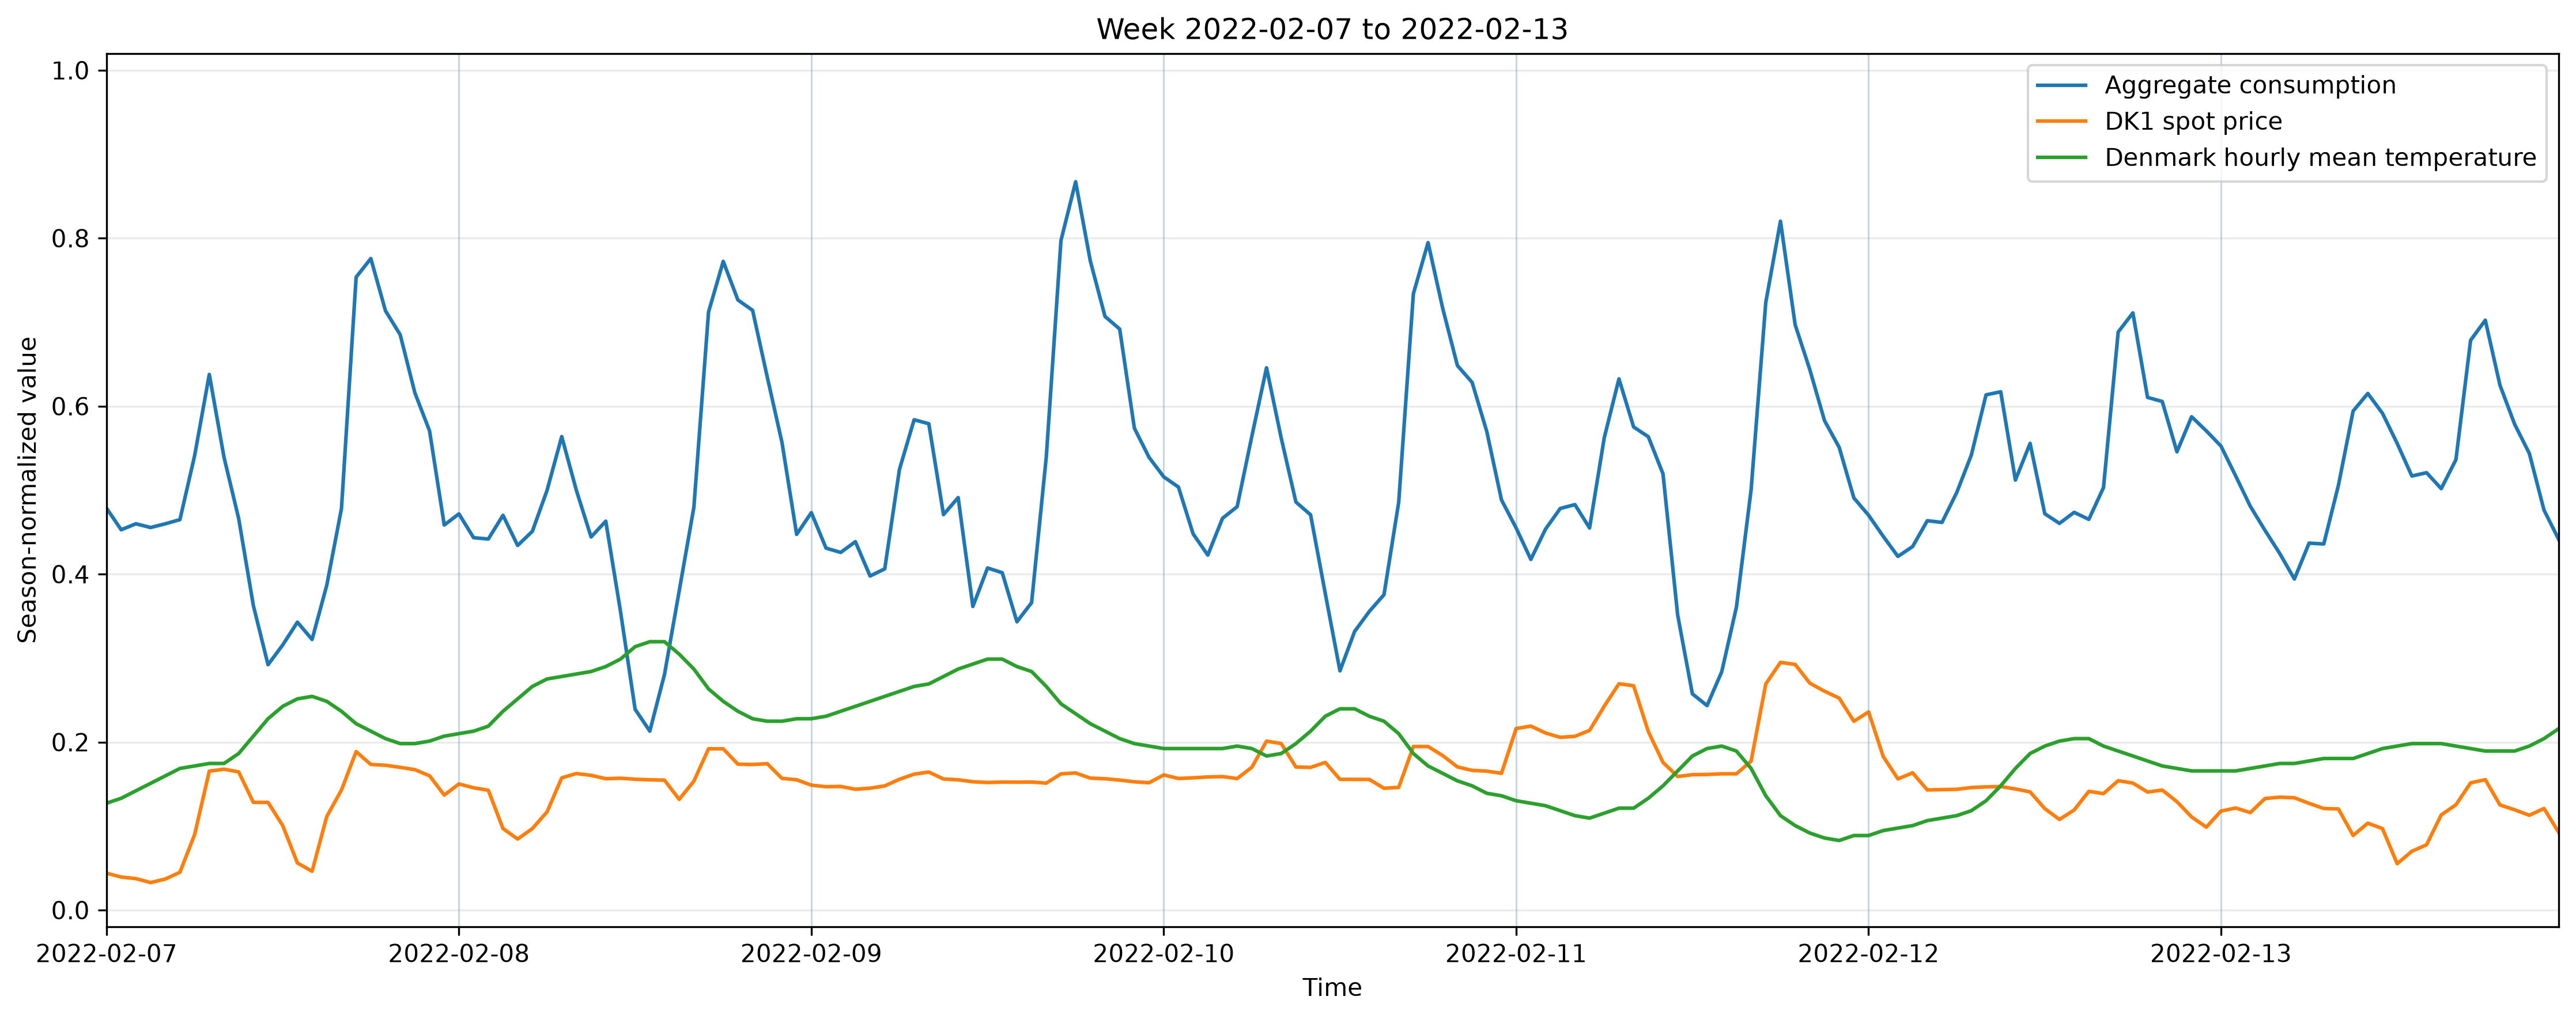 Week 2022-02-07 to 2022-02-13
Aggregate consumption
DK1 spot price
Denmark hourly mean temperature
Season-normalized value
1.0
0.8
0.6
0.4
0.2
0.0
2022-02-07 2022-02-08 2022-02-09 2022-02-10 2022-02-11 2022-02-12 2022-02-13
Time